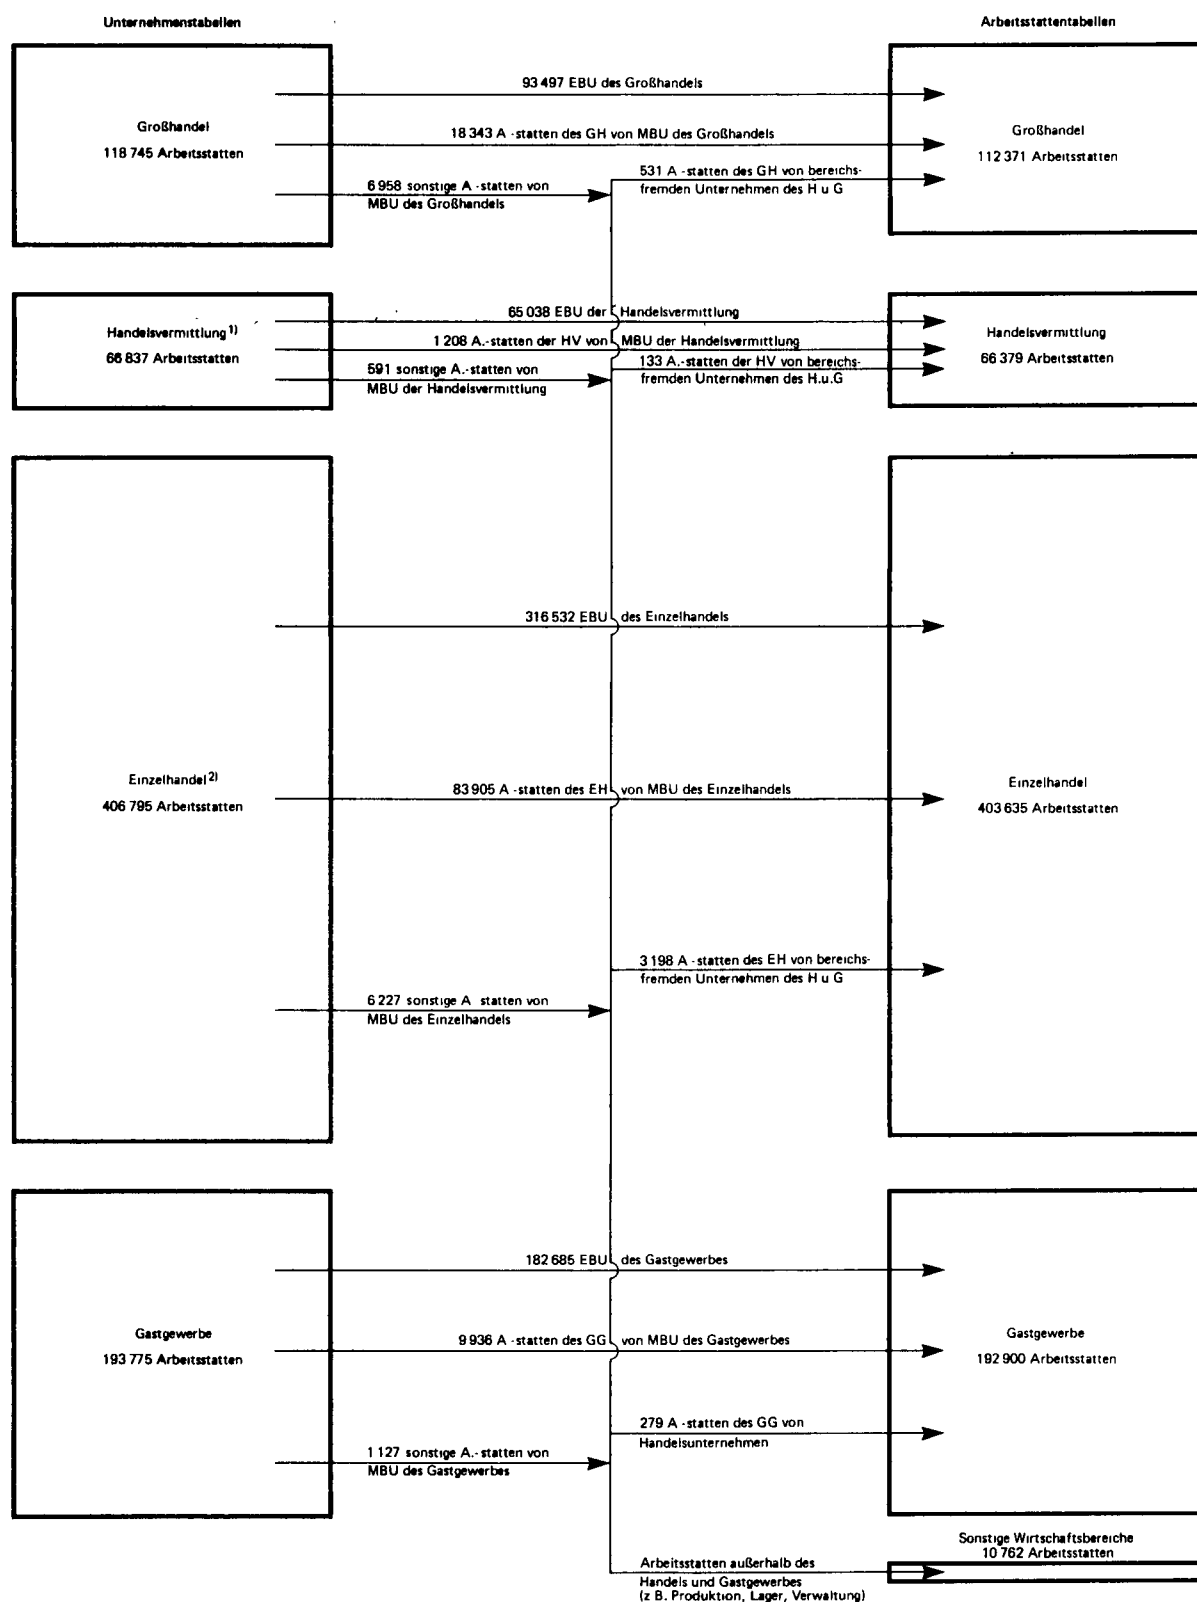 Unternehmenstabellen
Arbeitsstattentabellen
93 497 EBU des Großhandels
Großhandel
118 745 Arbeitsstatten
18 343 A -statten des GH von MBU des Großhandels
Großhandel
112 371 Arbeitsstatten
6 958 sonstige A -statten von
MBU des Großhandels
531 A -statten des GH von bereichs-
fremden Unternehmen des H u G
65 038 EBU der Handelsvermittlung
Handelsvermittlung 1)
66 837 Arbeitsstatten
1 208 A.-statten der HV von MBU der Handelsvermittlung
Handelsvermittlung
66 379 Arbeitsstatten
591 sonstige A.-statten von
MBU der Handelsvermittlung
133 A.-statten der HV von bereichs-
fremden Unternehmen des H.u.G
316 532 EBU des Einzelhandels
Einzelhandel 2)
406 795 Arbeitsstatten
83 905 A -statten des EH von MBU des Einzelhandels
Einzelhandel
403 635 Arbeitsstatten
3 198 A -statten des EH von bereichs-
fremden Unternehmen des H u G
6 227 sonstige A statten von
MBU des Einzelhandels
182 685 EBU des Gastgewerbes
Gastgewerbe
193 775 Arbeitsstatten
9 936 A -statten des GG von MBU des Gastgewerbes
Gastgewerbe
192 900 Arbeitsstatten
279 A -statten des GG von
Handelsunternehmen
1 127 sonstige A.-statten von
MBU des Gastgewerbes
Sonstige Wirtschaftsbereiche
10 762 Arbeitsstatten
Arbeitsstatten außerhalb des
Handels und Gastgewerbes
(z B. Produktion, Lager, Verwaltung)